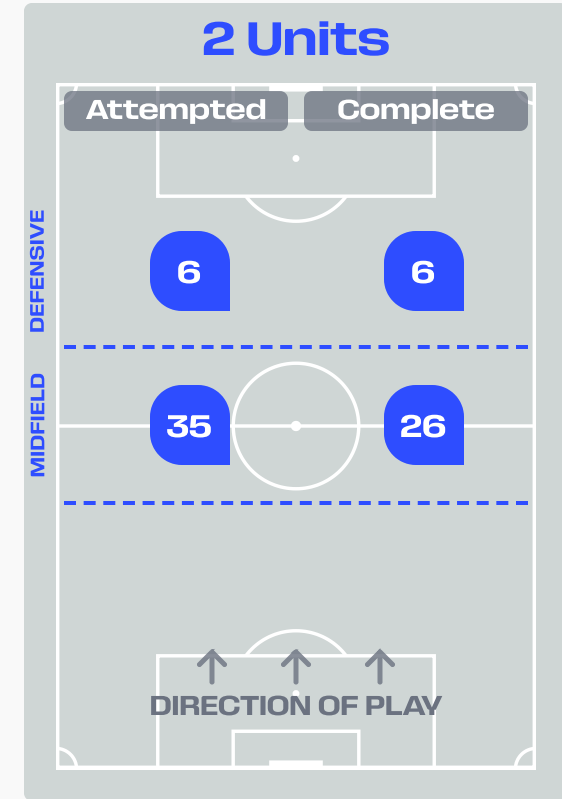 2 Units
Attempted Complete
DEFENSIVE
6 6
MIDFIELD
35 26
DIRECTION OF PLAY